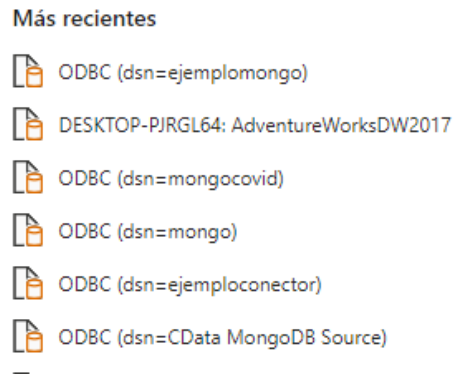 Más recientes
ODBC (dsn=ejemplomongo)
DESKTOP-PJRGL64: AdventureWorksDW2017
ODBC (dsn=mongocovid)
ODBC (dsn=mongo)
ODBC (dsn=ejemploconector)
ODBC (dsn=CData MongoDB Source)